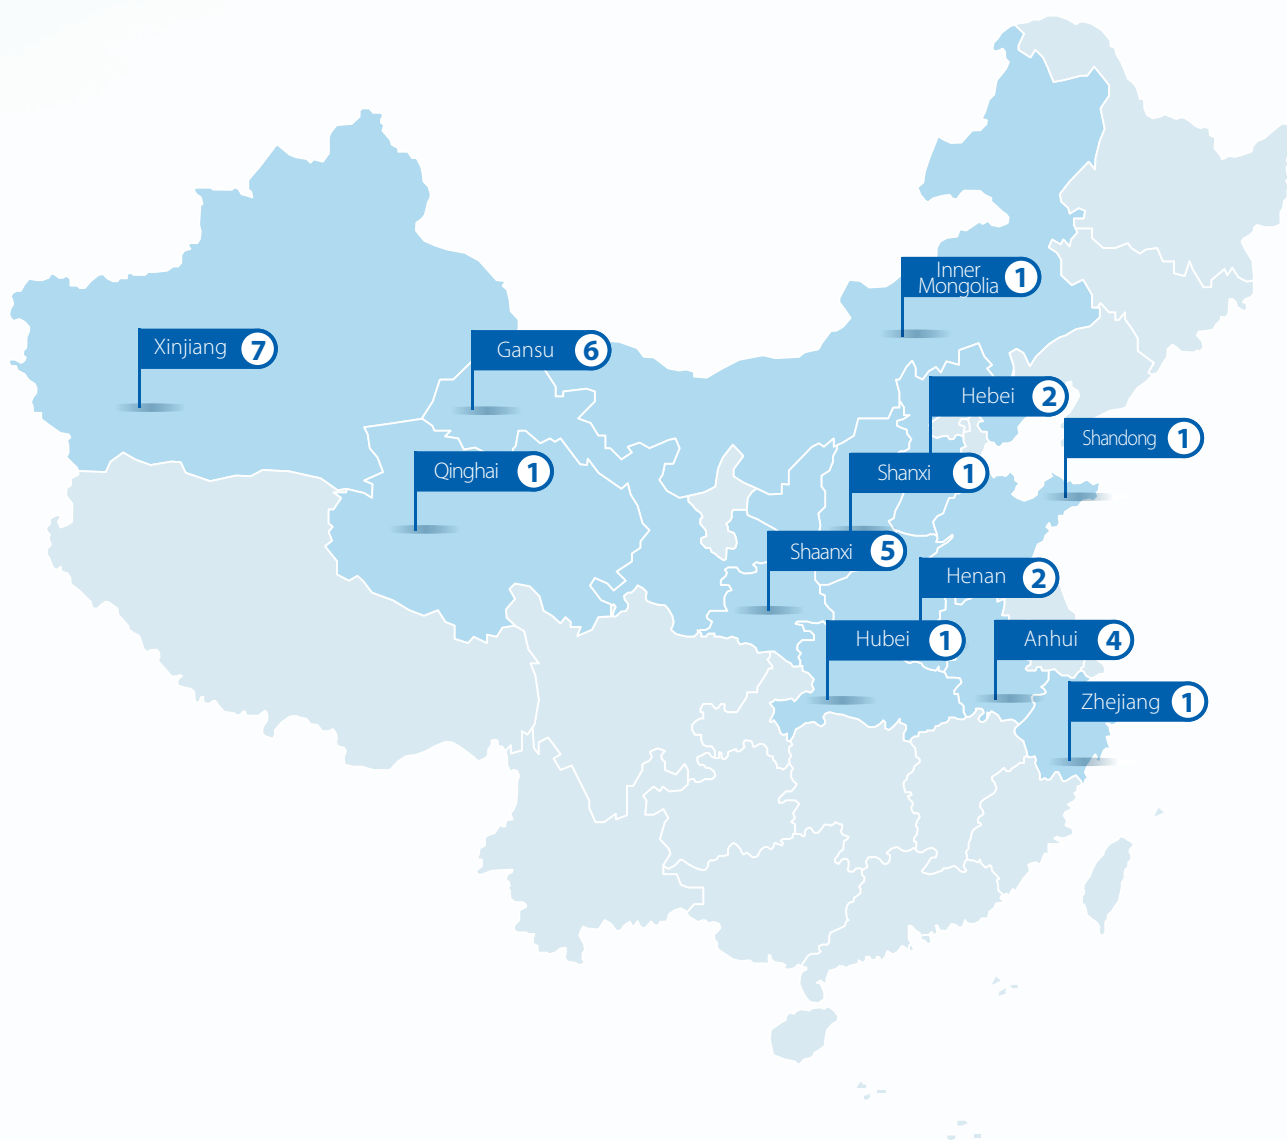 Inner
Mongolia 1
Xinjiang 7
Gansu 6
Hebei 2
Shandong 1
Qinghai 1
Shanxi 1
Shaanxi 5
Henan 2
Hubei 1
Anhui 4
Zhejiang 1